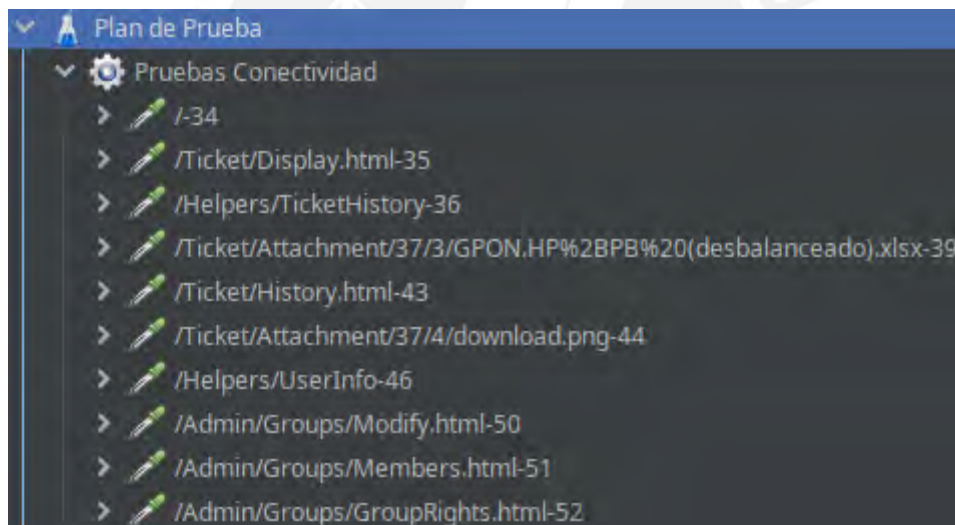 Plan de Prueba
Pruebas Conectividad
/-34
/Ticket/Display.html-35
/Helpers/TicketHistory-36
/Ticket/Attachment/37/3/GPON.HP%2BPB%20(desbalanceado).xlsx-39
/Ticket/History.html-43
/Ticket/Attachment/37/4/download.png-44
/Helpers/UserInfo-46
/Admin/Groups/Modify.html-50
/Admin/Groups/Members.html-51
/Admin/Groups/GroupRights.html-52